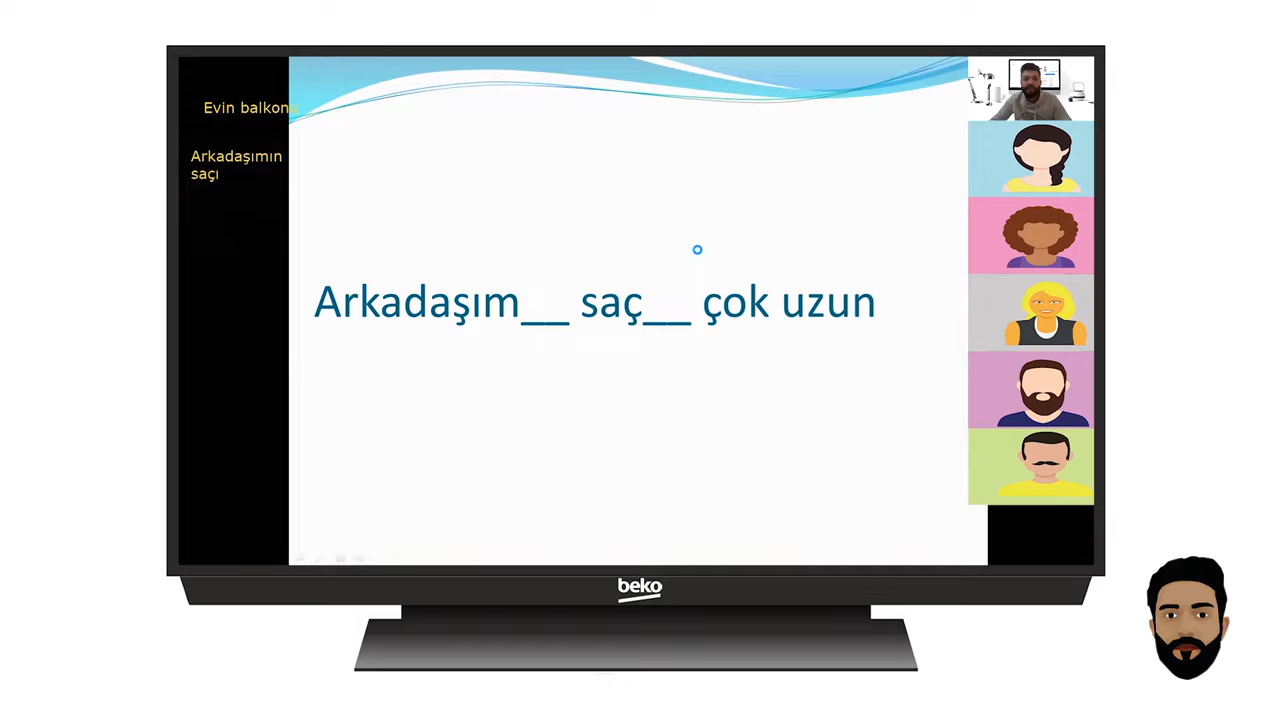 Evin balkonu
Arkadaşımın
saçı
Arkadaşım__ saç__ çok uzun
beko